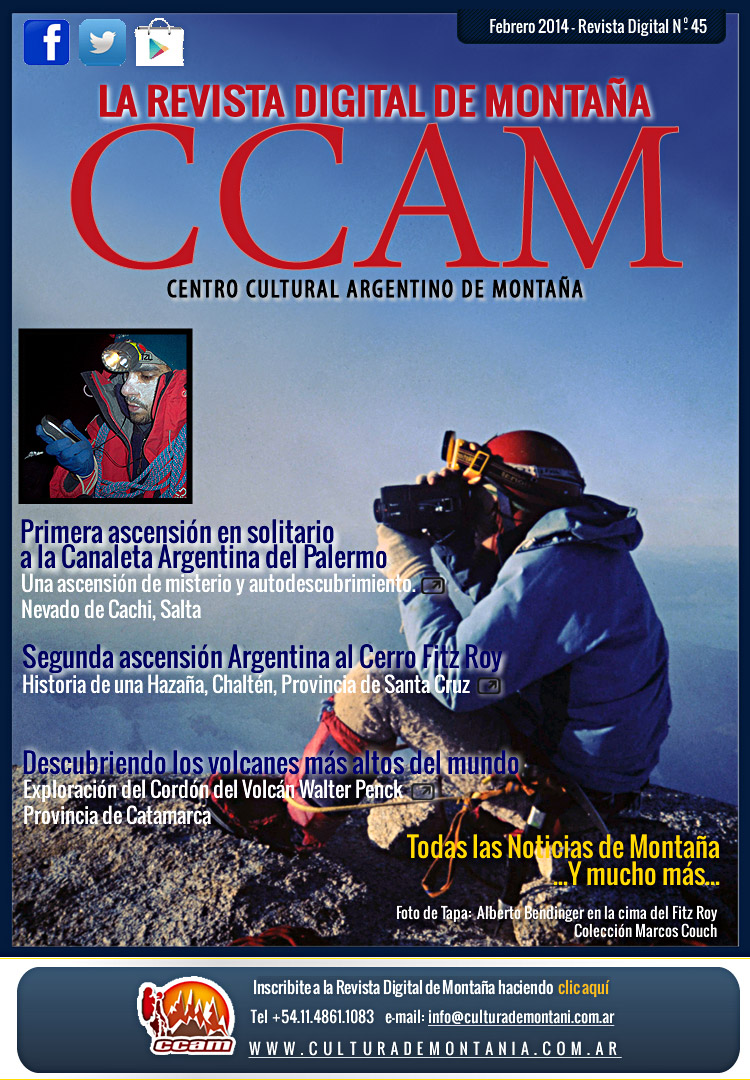 Febrero 2014 - Revista Digital Nº 45
LA REVISTA DIGITAL DE MONTAÑA
CCAM
CENTRO CULTURAL ARGENTINO DE MONTAÑA
Primera ascensión en solitario
a la Canaleta Argentina del Palermo
Una ascensión de misterio y autodescubrimiento.
Nevado de Cachi, Salta
Segunda ascensión Argentina al Cerro Fitz Roy
Historia de una Hazaña, Chaltén, Provincia de Santa Cruz
Descubriendo los volcanes más altos del mundo
Exploración del Cordón del Volcán Walter Penck
Provincia de Catamarca
Todas las Noticias de Montaña
...Y mucho más...
Foto de Tapa: Alberto Bendinger en la cima del Fitz Roy
Colección Marcos Couch
Inscribite a la Revista Digital de Montaña haciendo clic aquí
Tel +54.11.4861.1083 e-mail: info@culturademontani.com.ar
ccam
WWW.CULTURADEMONTANIA.COM.AR